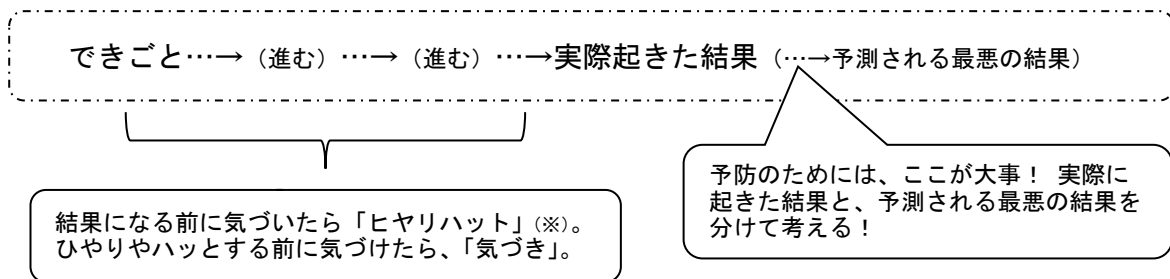 できごと…→（進む）…→（進む）…→実際起きた結果（…→予測される最悪の結果）
結果になる前に気づいたら「ヒヤリハット」（※）。
ひやりやハッとする前に気づけたら、「気づき」。
予防のためには、ここが大事！ 実際に
起きた結果と、予測される最悪の結果を
分けて考える！